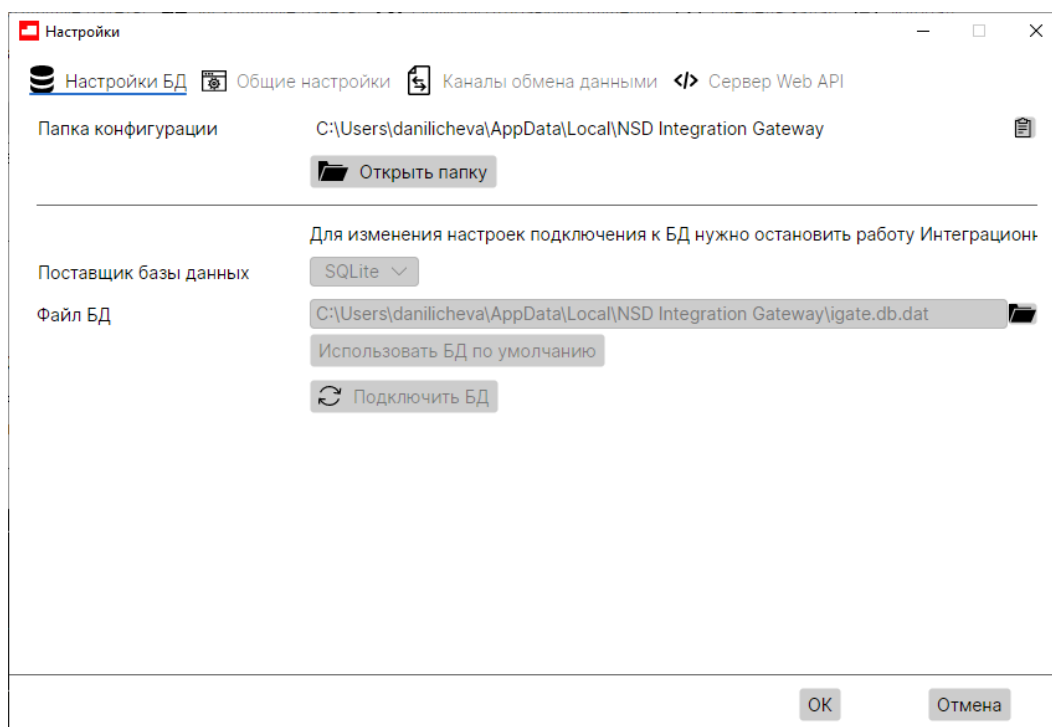 Настройки
Настройки БД Общие настройки Каналы обмена данными </> Сервер Web API
Папка конфигурации C:\Users\danilicheva\AppData\Local\NSD Integration Gateway
Открыть папку
Для изменения настроек подключения к БД нужно остановить работу Интеграционн
Поставщик базы данных SQLite
Файл БД C:\Users\danilicheva\AppData\Local\NSD Integration Gateway\igate.db.dat
Использовать БД по умолчанию
Подключить БД
OK Отмена